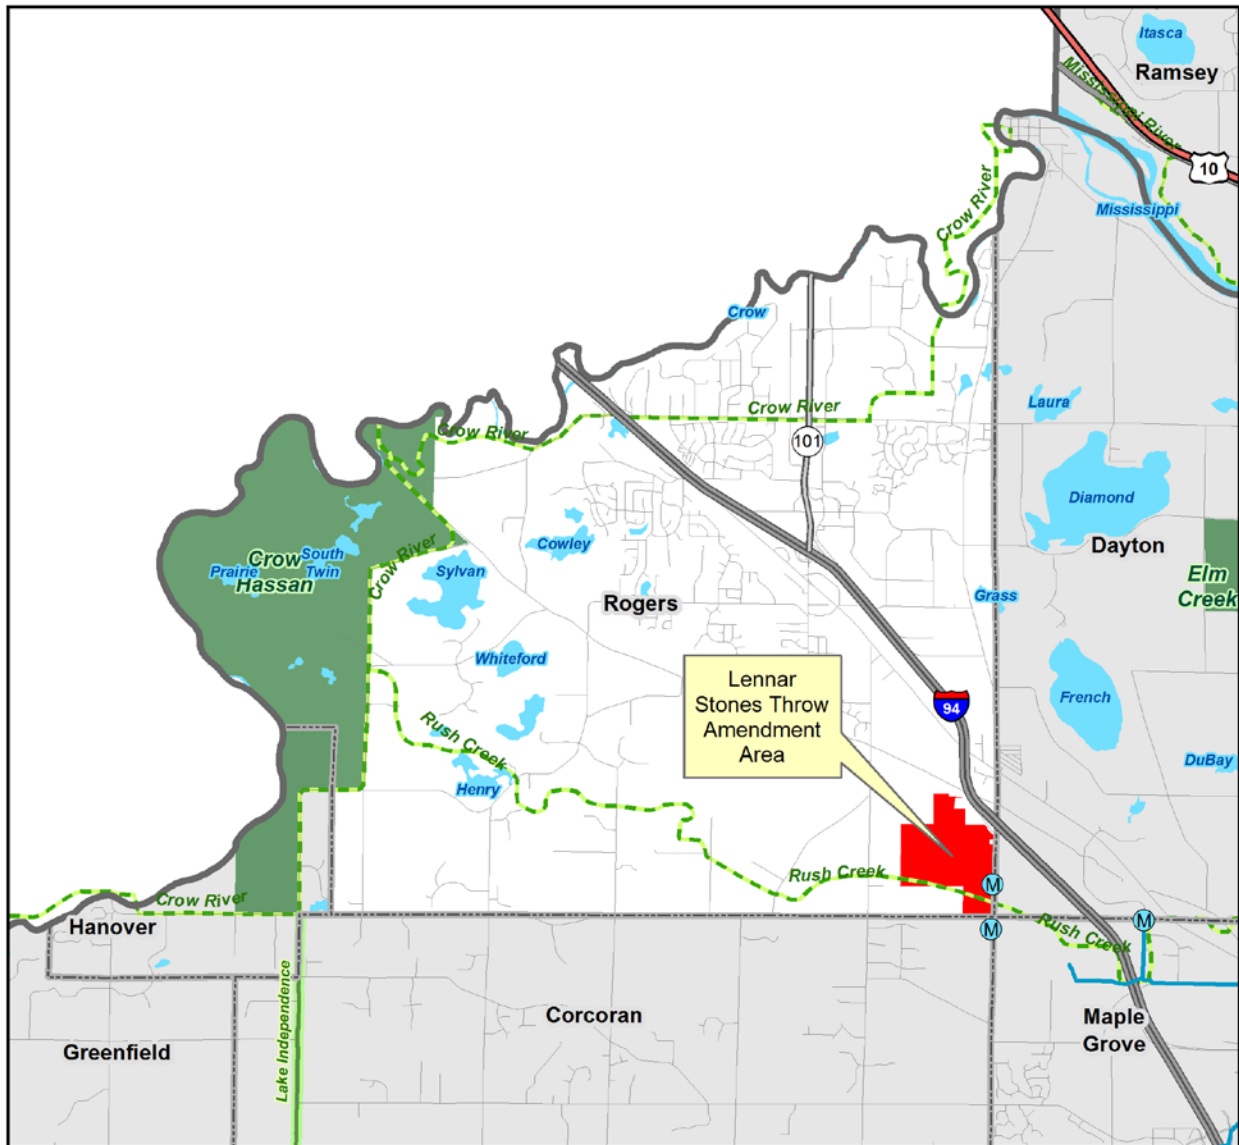 Itasca
Ramsey
Mississippi River
10
Crow River
Mississippi
Crow
Laura
Crow River
Crow River
101
Diamond
Dayton
Cowley
Crow River
South
Crow
Prairie
Twin
Hassan
Sylvan
Elm
Creek
Grass
Rogers
Whiteford
Lennar
Stones Throw
Amendment
Area
94
French
Rush Creek
DuBay
Henry
Rush Creek
M
Crow River
Hanover
M
M
Rush Creek
Lake Independence
Corcoran
Maple
Grove
Greenfield